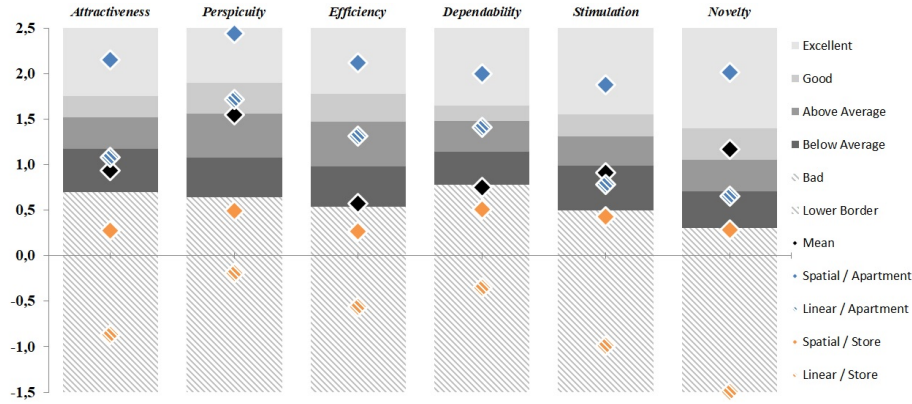 Attractiveness Perspicuity Efficiency Dependability Stimulation Novelty
2,5
2,0
1,5
1,0
0,5
0,0
-0,5
-1,0
-1,5
Excellent
Good
Above Average
Below Average
Bad
Lower Border
Mean
Spatial / Apartment
Linear / Apartment
Spatial / Store
Linear / Store